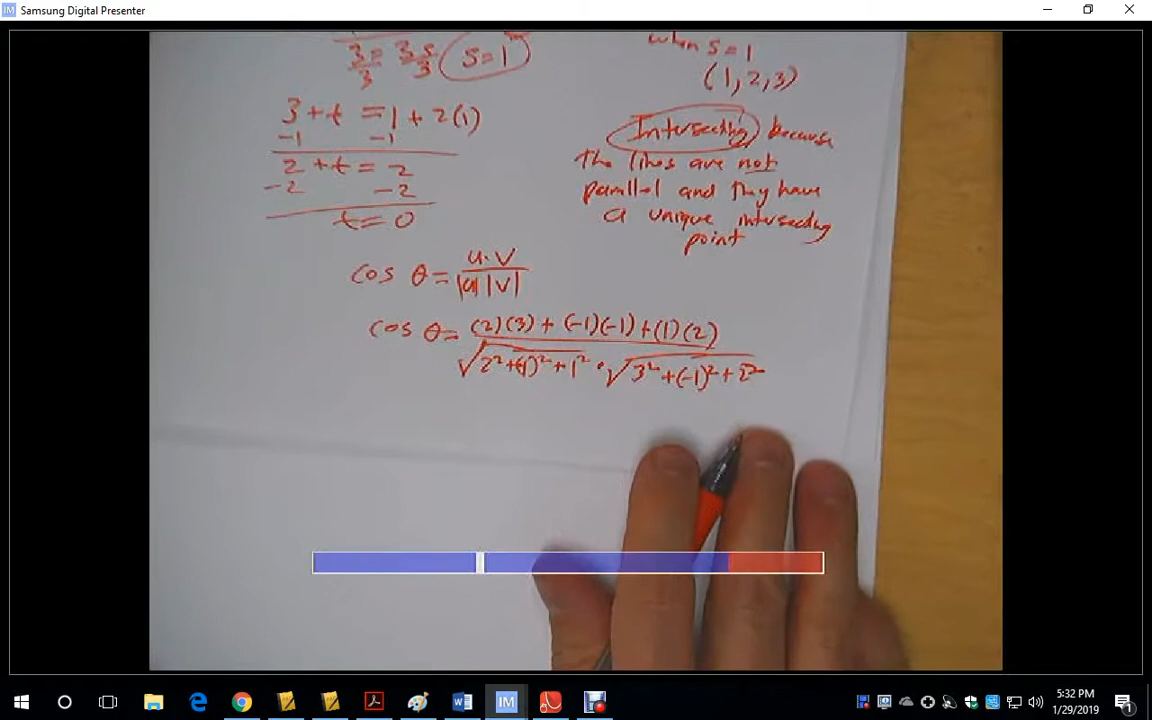 Samsung Digital Presenter
3 = 3s s=1
3 3
3+t = 1+2(1)
-1 -1
2+t = 2
-2 -2
t = 0
when s=1
(1,2,3)
Intersecting because
the lines are not
parallel and they have
a unique intersecting
point
cos θ = u·v
|u| |v|
cos θ = (2)(3) + (-1)(-1) + (1)(2)
√2²+(-1)²+1² · √3²+(-1)²+2²
IM
5:32 PM
1/29/2019